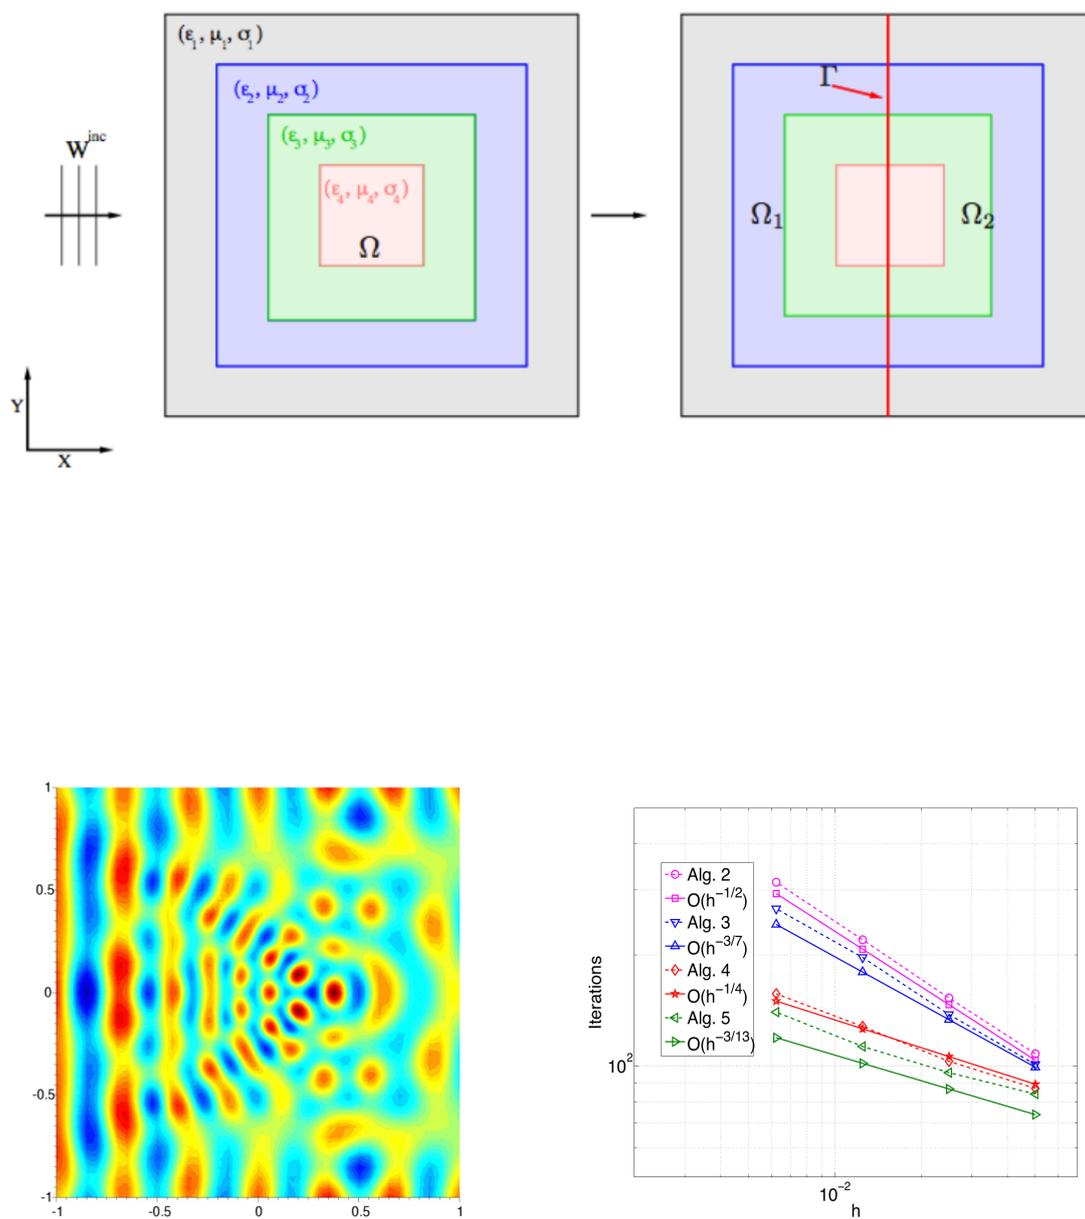 (ε₁, μ₁, σ₁)
(ε₂, μ₂, σ₂)
(ε₃, μ₃, σ₃)
(ε₄, μ₄, σ₄)
Ω
W^inc
Y
X
Γ
Ω₁
Ω₂
1
0.5
0
-0.5
-1
-1
-0.5
0
0.5
1
Alg. 2
O(h^−1/2)
Alg. 3
O(h^−3/7)
Alg. 4
O(h^−1/4)
Alg. 5
O(h^−3/13)
Iterations
10^2
10^−2
h